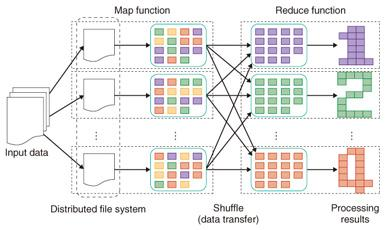 Map function
Reduce function
Input data
Distributed file system
Shuffle
(data transfer)
Processing
results